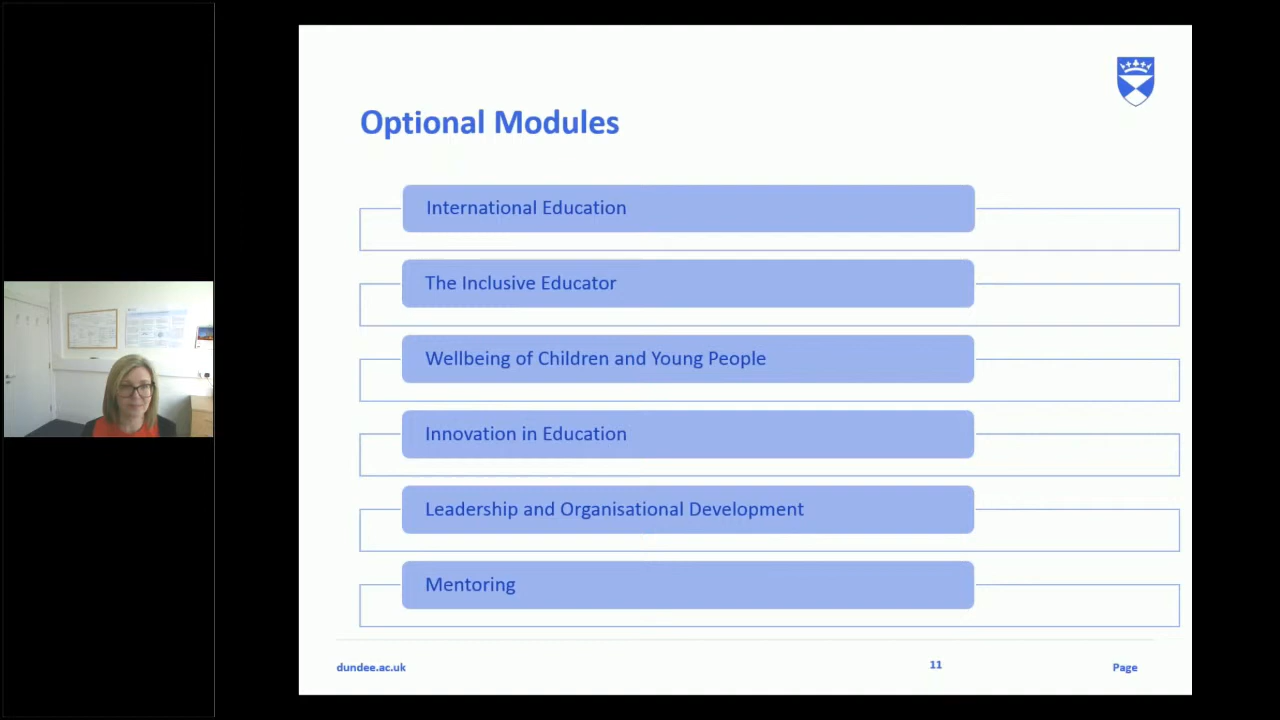 Optional Modules
International Education
The Inclusive Educator
Wellbeing of Children and Young People
Innovation in Education
Leadership and Organisational Development
Mentoring
dundee.ac.uk
11
Page